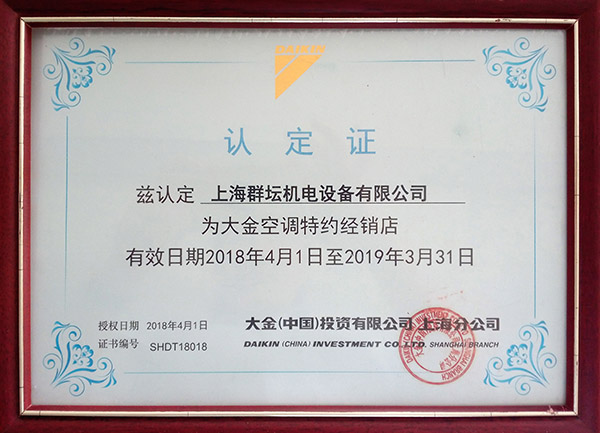 DAIKIN
认定证
兹认定 上海群坛机电设备有限公司
为大金空调特约经销店
有效日期2018年4月1日至2019年3月31日
授权日期 2018年4月1日
大金(中国)投资有限公司 上海分公司
证书编号 SHDT18018
DAIKIN (CHINA) INVESTMENT CO.,LTD. SHANGHAI BRANCH